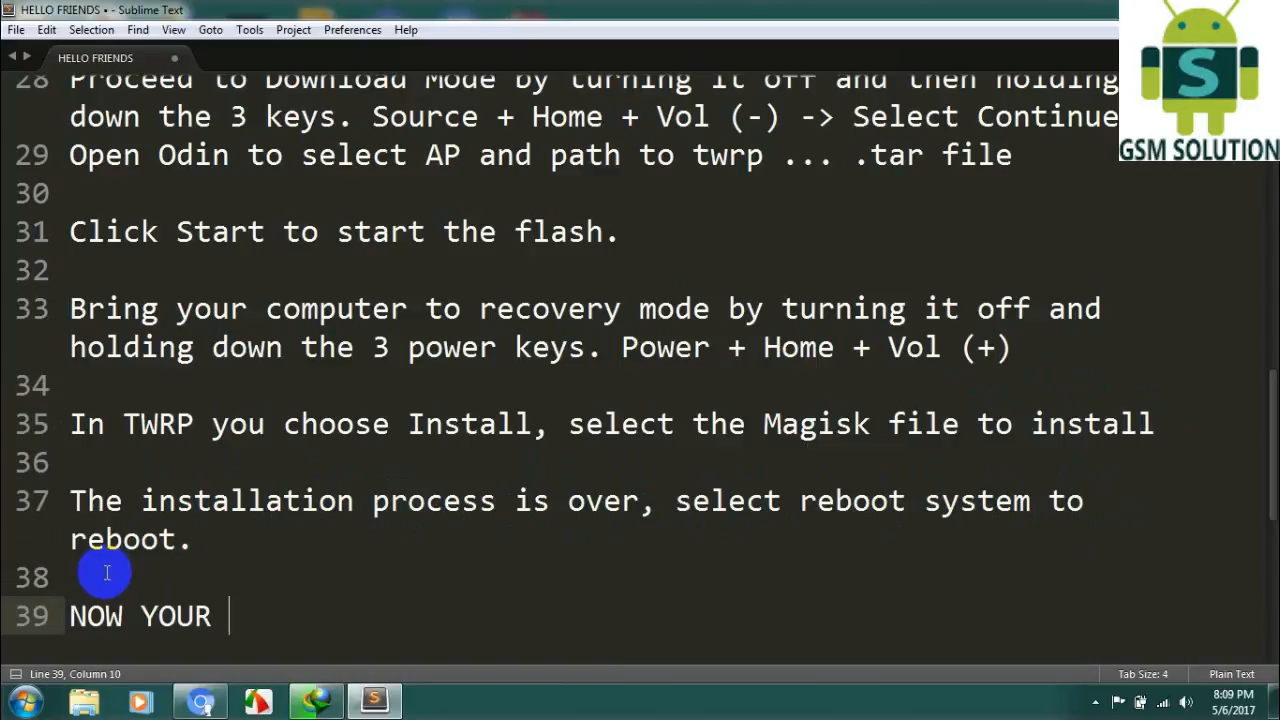 HELLO FRIENDS • - Sublime Text
File Edit Selection Find View Goto Tools Project Preferences Help
HELLO FRIENDS
S
GSM SOLUTION
28 Proceed to Download Mode by turning it off and then holding
down the 3 keys. Source + Home + Vol (-) -> Select Continue
29 Open Odin to select AP and path to twrp ... .tar file
30
31 Click Start to start the flash.
32
33 Bring your computer to recovery mode by turning it off and
holding down the 3 power keys. Power + Home + Vol (+)
34
35 In TWRP you choose Install, select the Magisk file to install
36
37 The installation process is over, select reboot system to
reboot.
38
39 NOW YOUR
Line 39, Column 10 Tab Size: 4 Plain Text
S
8:09 PM
5/6/2017